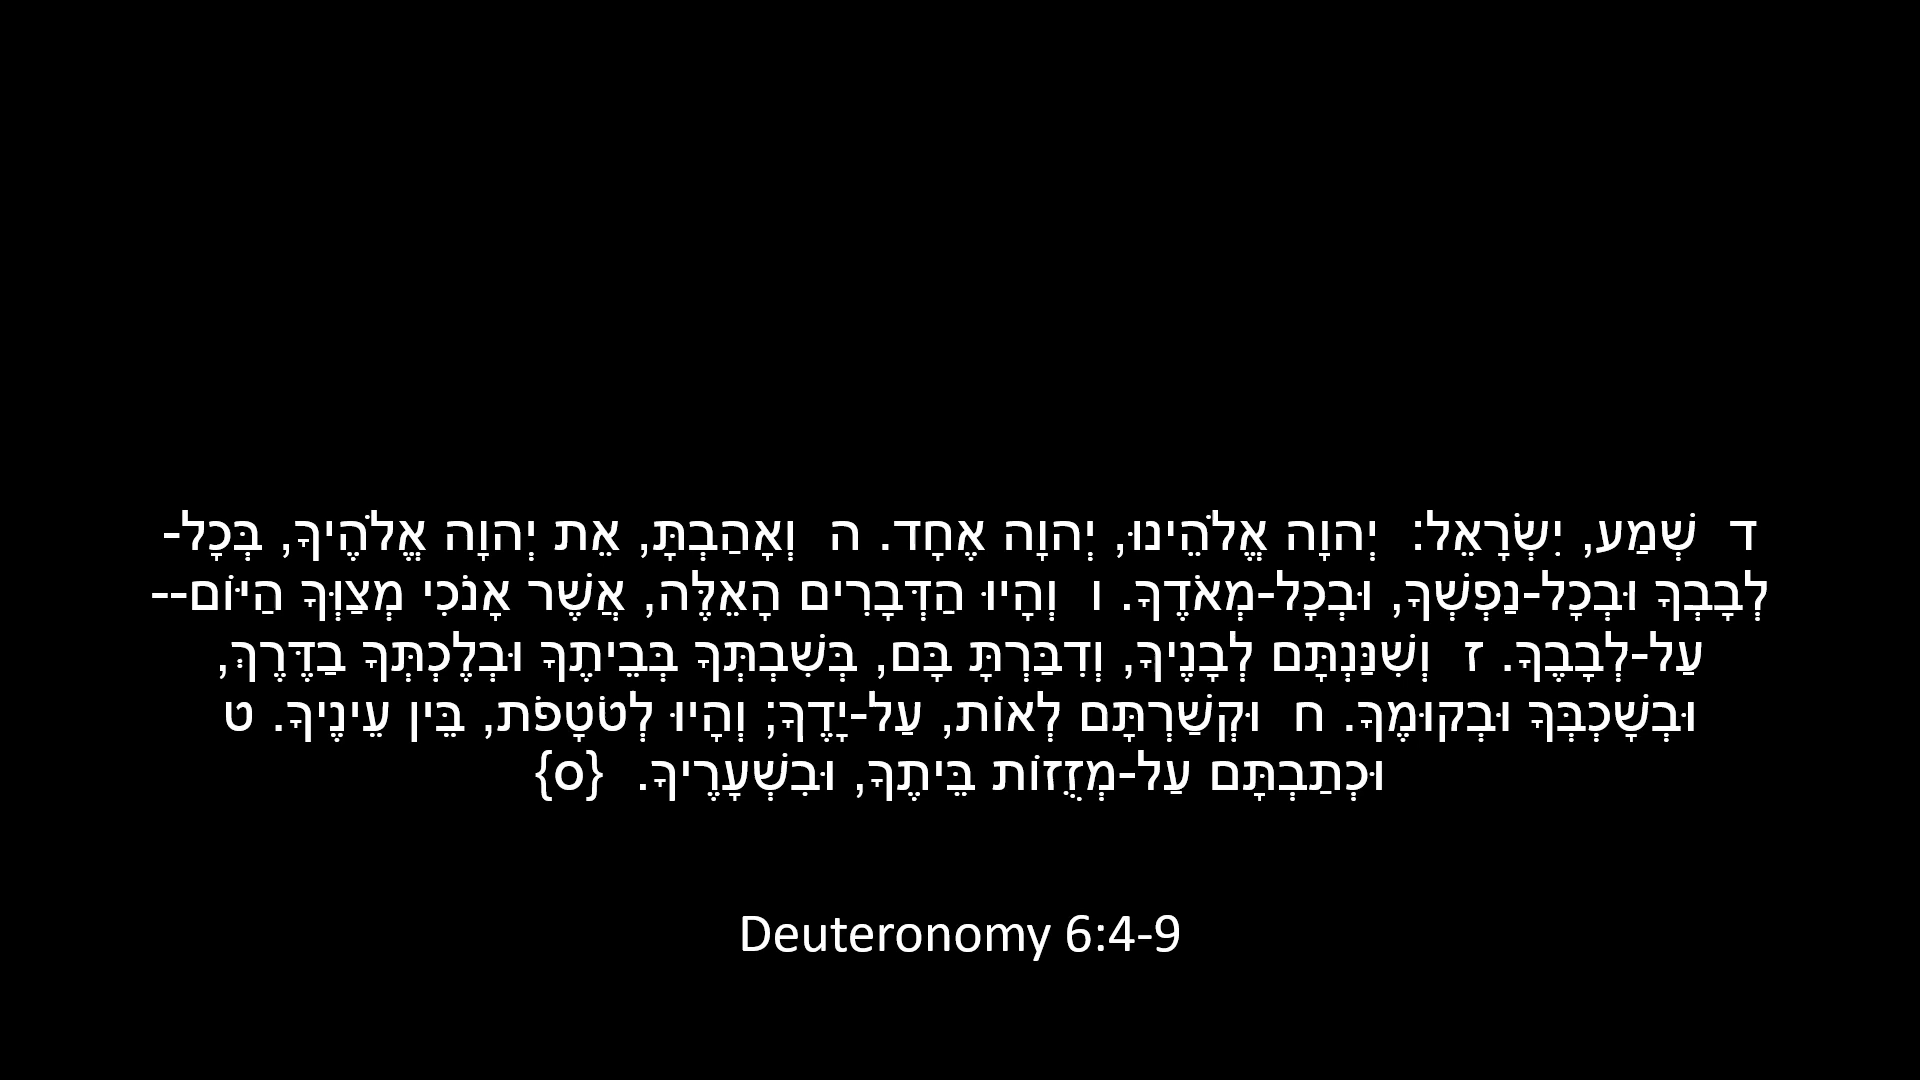 ד  שְׁמַע, יִשְׂרָאֵל:  יְהוָה אֱלֹהֵינוּ, יְהוָה אֶחָד. ה  וְאָהַבְתָּ, אֵת יְהוָה אֱלֹהֶיךָ, בְּכָל-
לְבָבְךָ וּבְכָל-נַפְשְׁךָ, וּבְכָל-מְאֹדֶךָ. ו  וְהָיוּ הַדְּבָרִים הָאֵלֶּה, אֲשֶׁר אָנֹכִי מְצַוְּךָ הַיּוֹם--
עַל-לְבָבֶךָ. ז  וְשִׁנַּנְתָּם לְבָנֶיךָ, וְדִבַּרְתָּ בָּם, בְּשִׁבְתְּךָ בְּבֵיתֶךָ וּבְלֶכְתְּךָ בַדֶּרֶךְ,
וּבְשָׁכְבְּךָ וּבְקוּמֶךָ. ח  וּקְשַׁרְתָּם לְאוֹת, עַל-יָדֶךָ; וְהָיוּ לְטֹטָפֹת, בֵּין עֵינֶיךָ. ט
וּכְתַבְתָּם עַל-מְזֻזוֹת בֵּיתֶךָ, וּבִשְׁעָרֶיךָ.  {ס}
Deuteronomy 6:4-9